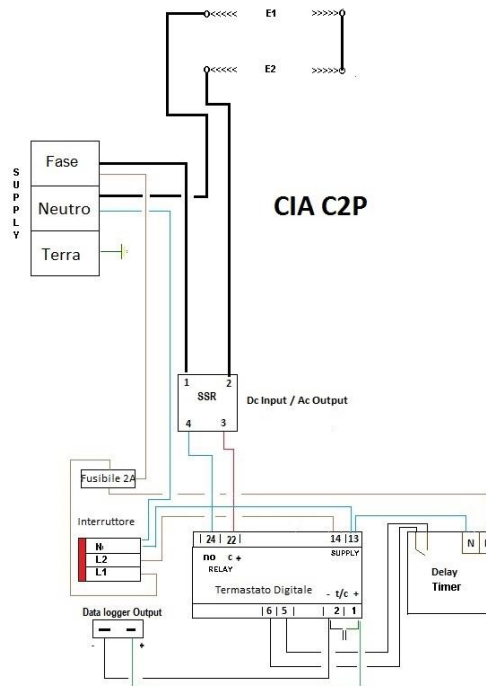 E1
<<<<<
>>>>>
<<<<<
E2
>>>>>
SUPPLY
Fase
Neutro
Terra
CIA C2P
1
2
SSR
4
3
Dc Input / Ac Output
Fusibile 2A
Interruttore
N
L2
L1
24 22
14 13
no c +
RELAY
SUPPLY
Termastato Digitale
- t/c +
6 5
2 1
N
Delay
Timer
Data logger Output
- +